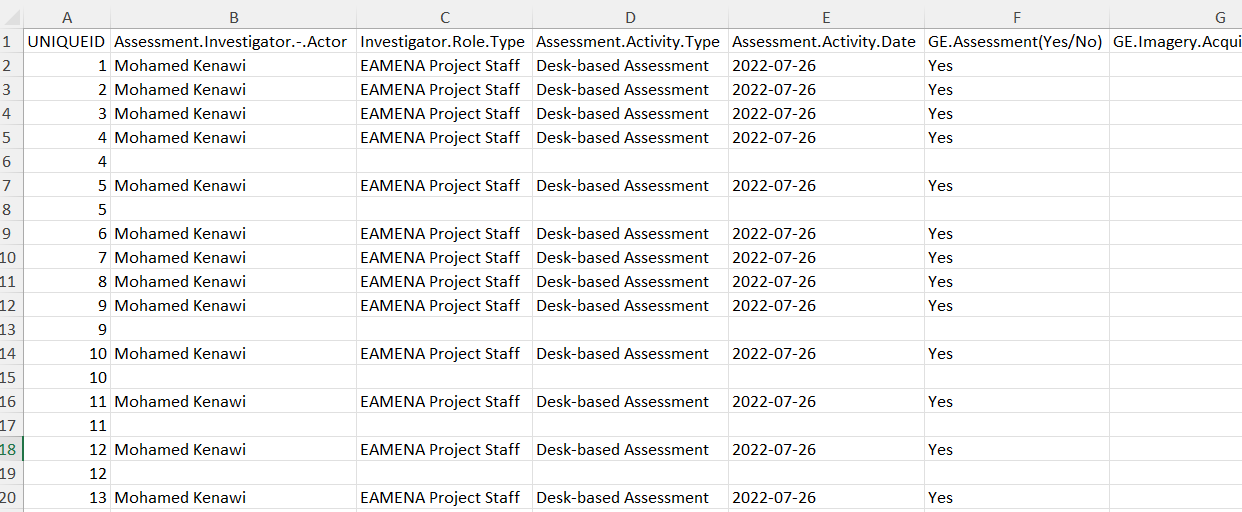 A B C D E F G
1 UNIQUEID Assessment.Investigator.-.Actor Investigator.Role.Type Assessment.Activity.Type Assessment.Activity.Date GE.Assessment(Yes/No) GE.Imagery.Acqui
2 1 Mohamed Kenawi EAMENA Project Staff Desk-based Assessment 2022-07-26 Yes
3 2 Mohamed Kenawi EAMENA Project Staff Desk-based Assessment 2022-07-26 Yes
4 3 Mohamed Kenawi EAMENA Project Staff Desk-based Assessment 2022-07-26 Yes
5 4 Mohamed Kenawi EAMENA Project Staff Desk-based Assessment 2022-07-26 Yes
6 4
7 5 Mohamed Kenawi EAMENA Project Staff Desk-based Assessment 2022-07-26 Yes
8 5
9 6 Mohamed Kenawi EAMENA Project Staff Desk-based Assessment 2022-07-26 Yes
10 7 Mohamed Kenawi EAMENA Project Staff Desk-based Assessment 2022-07-26 Yes
11 8 Mohamed Kenawi EAMENA Project Staff Desk-based Assessment 2022-07-26 Yes
12 9 Mohamed Kenawi EAMENA Project Staff Desk-based Assessment 2022-07-26 Yes
13 9
14 10 Mohamed Kenawi EAMENA Project Staff Desk-based Assessment 2022-07-26 Yes
15 10
16 11 Mohamed Kenawi EAMENA Project Staff Desk-based Assessment 2022-07-26 Yes
17 11
18 12 Mohamed Kenawi EAMENA Project Staff Desk-based Assessment 2022-07-26 Yes
19 12
20 13 Mohamed Kenawi EAMENA Project Staff Desk-based Assessment 2022-07-26 Yes